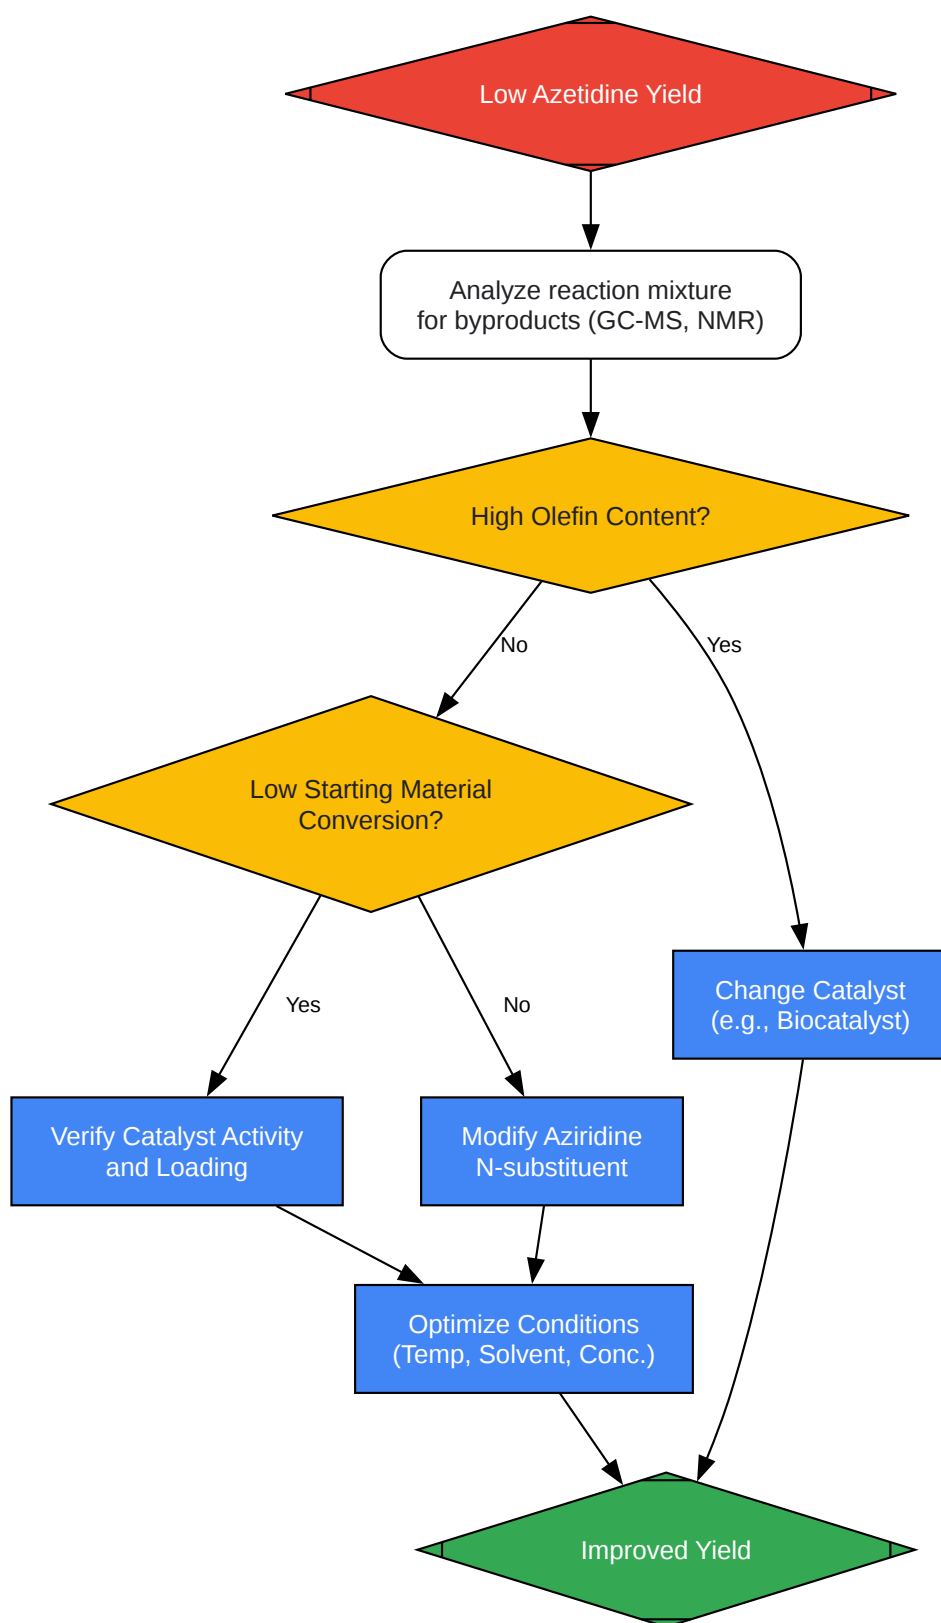 Low Azetidine Yield
Analyze reaction mixture
for byproducts (GC-MS, NMR)
High Olefin Content?
No
Yes
Low Starting Material
Conversion?
Yes
No
Change Catalyst
(e.g., Biocatalyst)
Verify Catalyst Activity
and Loading
Modify Aziridine
N-substituent
Optimize Conditions
(Temp, Solvent, Conc.)
Improved Yield